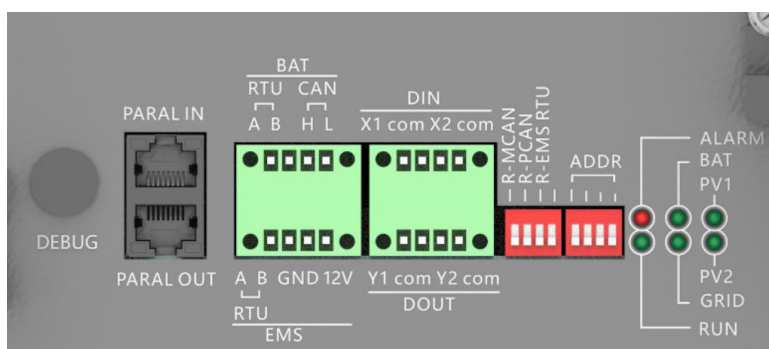 BAT
RTU CAN
A B H L
DIN
X1 com X2 com
PARAL IN
R-MCAN
R-PCAN
R-EMS RTU
ADDR
ALARM
BAT
PV1
DEBUG
PARAL OUT
A B GND 12V
RTU
EMS
Y1 com Y2 com
DOUT
PV2
GRID
RUN